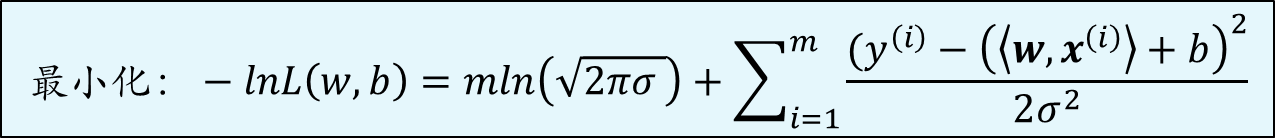 最小化： −lnL(w, b) = mln(√2πσ) + ∑_{i=1}^{m} (y^{(i)} − (⟨w, x^{(i)}⟩ + b)^2 / 2σ^2